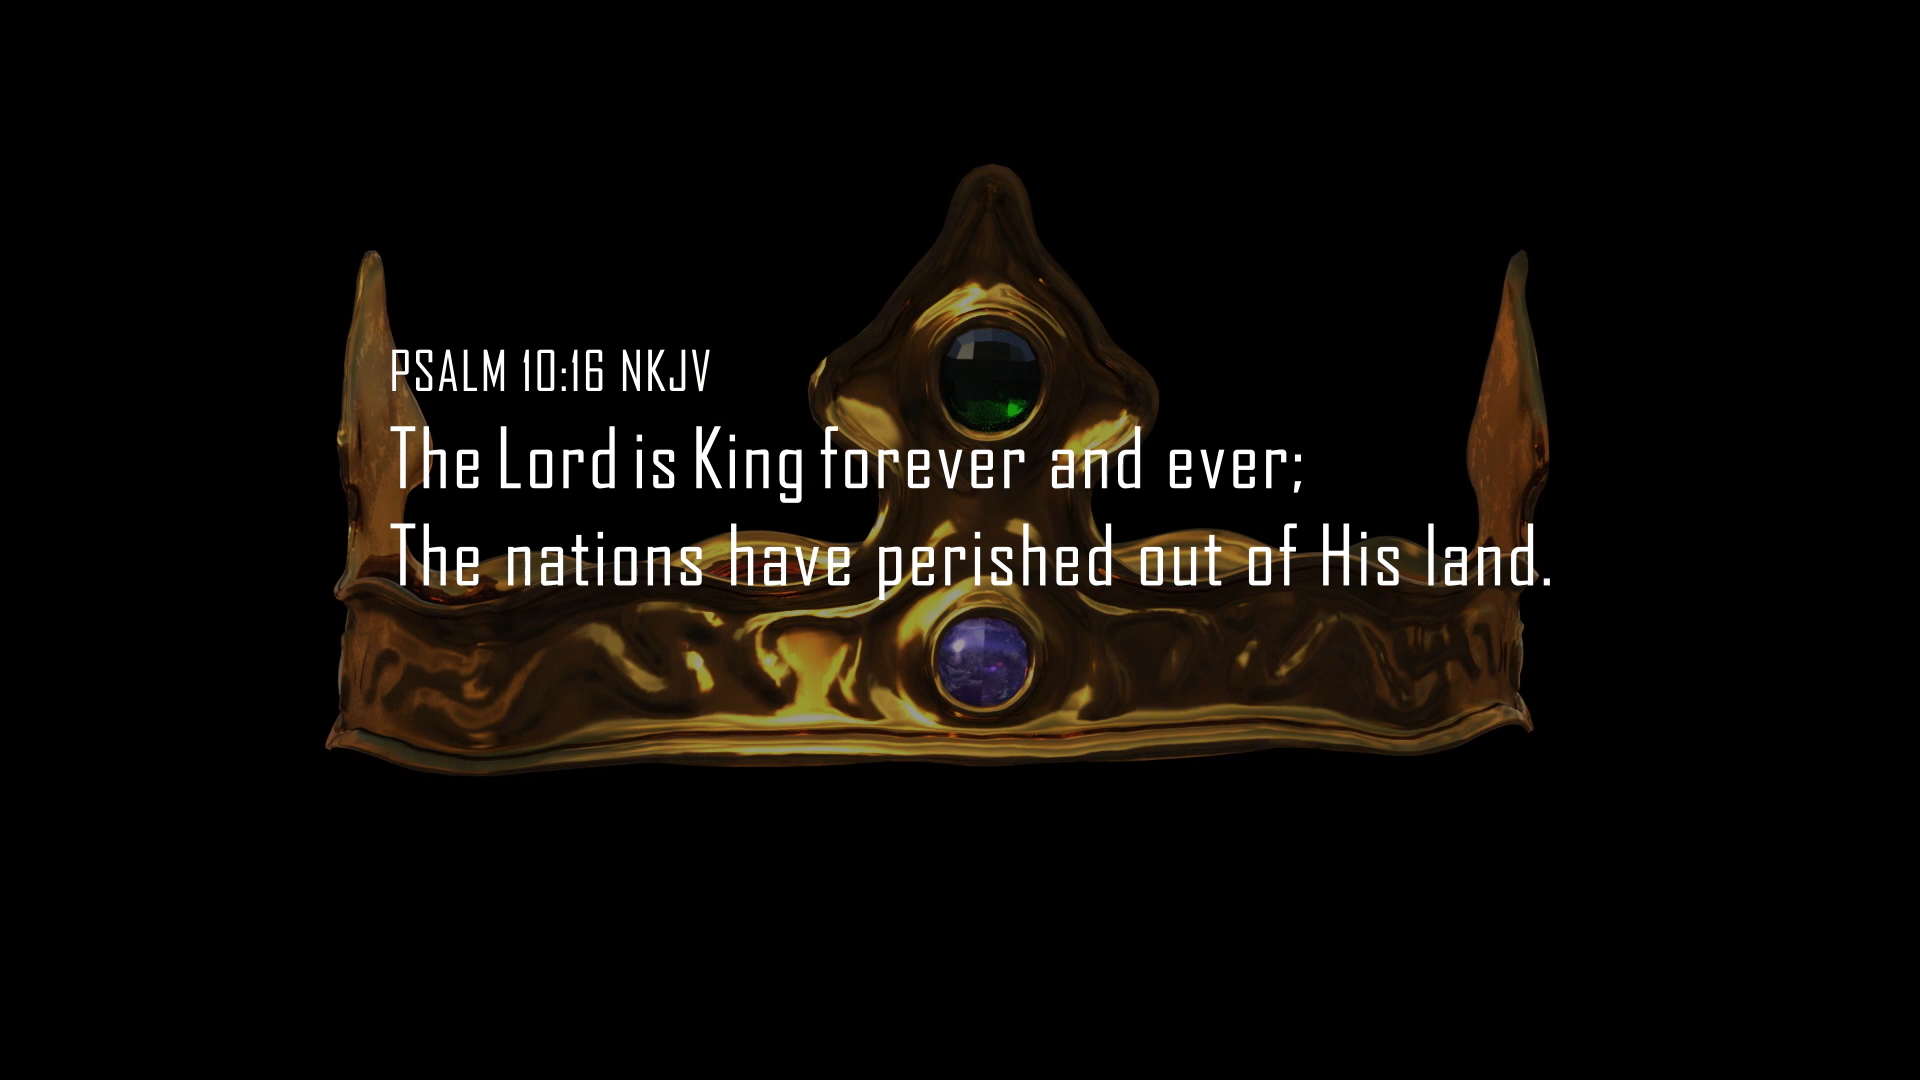 PSALM 10:16 NKJV
The Lord is King forever and ever;
The nations have perished out of His land.